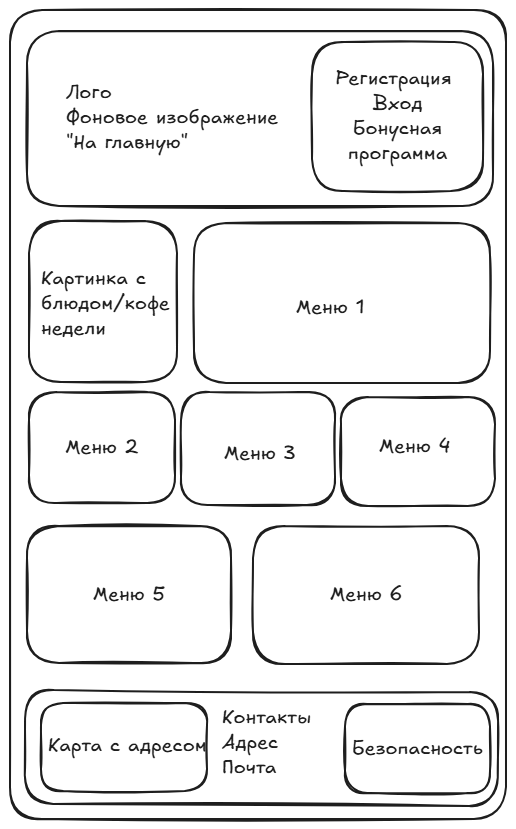 Лого
Фоновое изображение
"На главную"
Регистрация
Вход
Бонусная
программа
Картинка с
блюдом/кофе
недели
Меню 1
Меню 2
Меню 3
Меню 4
Меню 5
Меню 6
Карта с адресом
Контакты
Адрес
Почта
Безопасность